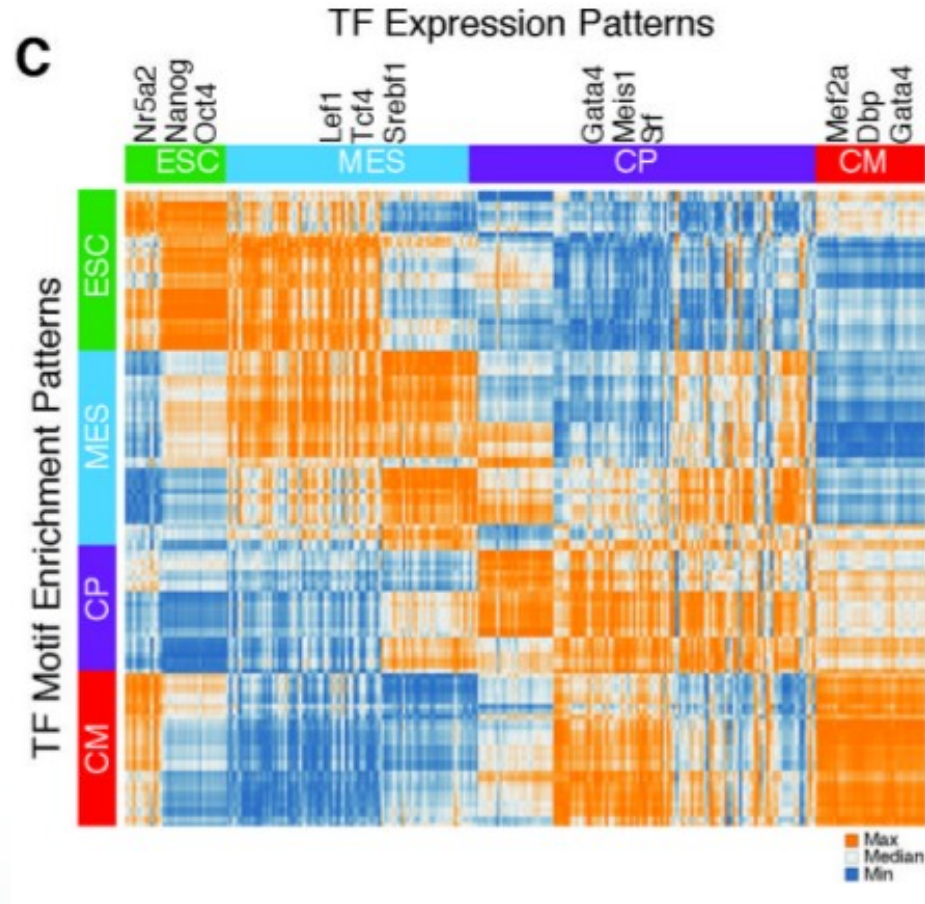 C
TF Expression Patterns
Nr5a2
Nanog
Oct4
Lef1
Tcf4
Srebf1
Gata4
Meis1
Srf
Mef2a
Dbp
Gata4
ESC
MES
CP
CM
TF Motif Enrichment Patterns
ESC
MES
CP
CM
Max
Median
Min